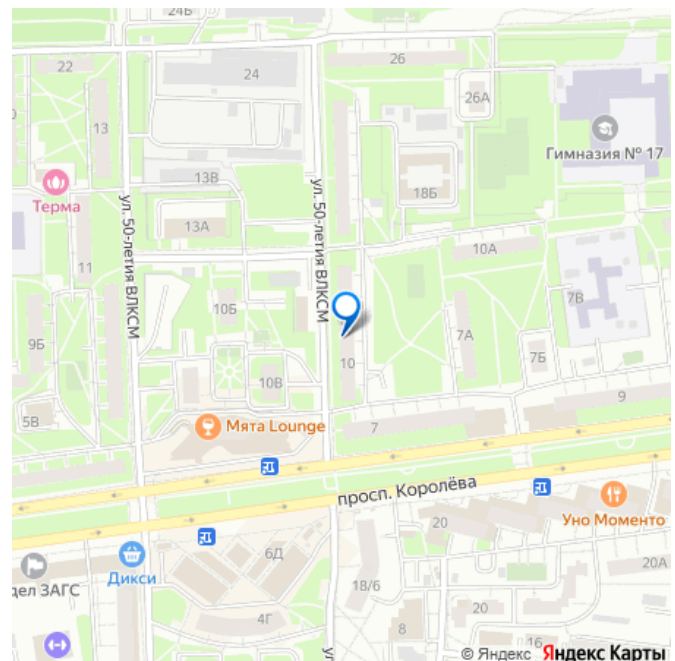 24Б
22
24
26
26А
13
Гимназия № 17
13В
18Б
Терма
ул. 50-летия ВЛКСМ
ул. 50-летия ВЛКСМ
13А
10А
11
10Б
7В
9Б
7А
7Б
10
10В
9
5В
Мята Lounge
7
просп. Королёва
Уно Моменто
20
6Д
20А
дел ЗАГС
Дикси
18/6
20
4Г
8
16
© Яндекс Яндекс Карты